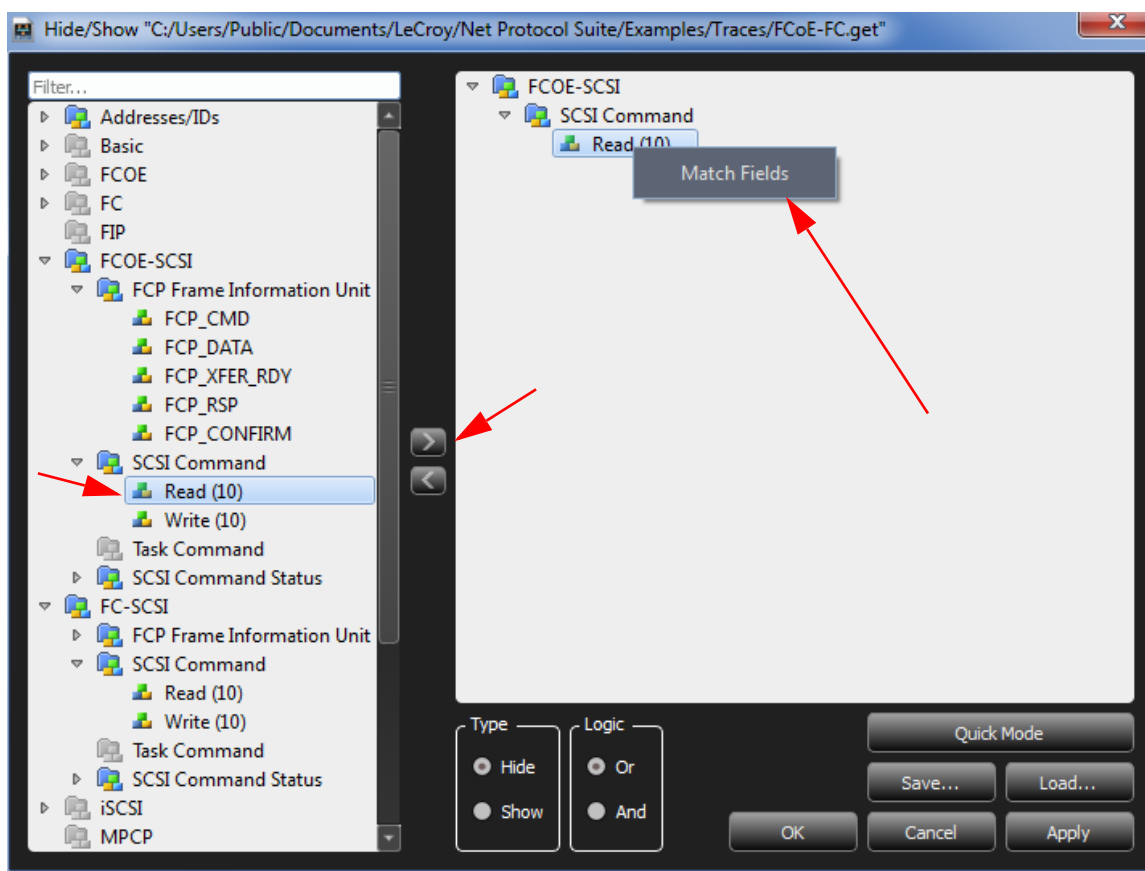 Hide/Show "C:/Users/Public/Documents/LeCroy/Net Protocol Suite/Examples/Traces/FCoE-FC.get"
Filter...
Addresses/IDs
Basic
FCOE
FC
FIP
FCOE-SCSI
FCP Frame Information Unit
FCP_CMD
FCP_DATA
FCP_XFER_RDY
FCP_RSP
FCP_CONFIRM
SCSI Command
Read (10)
Write (10)
Task Command
SCSI Command Status
FC-SCSI
FCP Frame Information Unit
SCSI Command
Read (10)
Write (10)
Task Command
SCSI Command Status
iSCSI
MPCP
>
<
FCOE-SCSI
SCSI Command
Read (10)
Match Fields
Type
Hide
Show
Logic
Or
And
Quick Mode
Save...
Load...
OK
Cancel
Apply